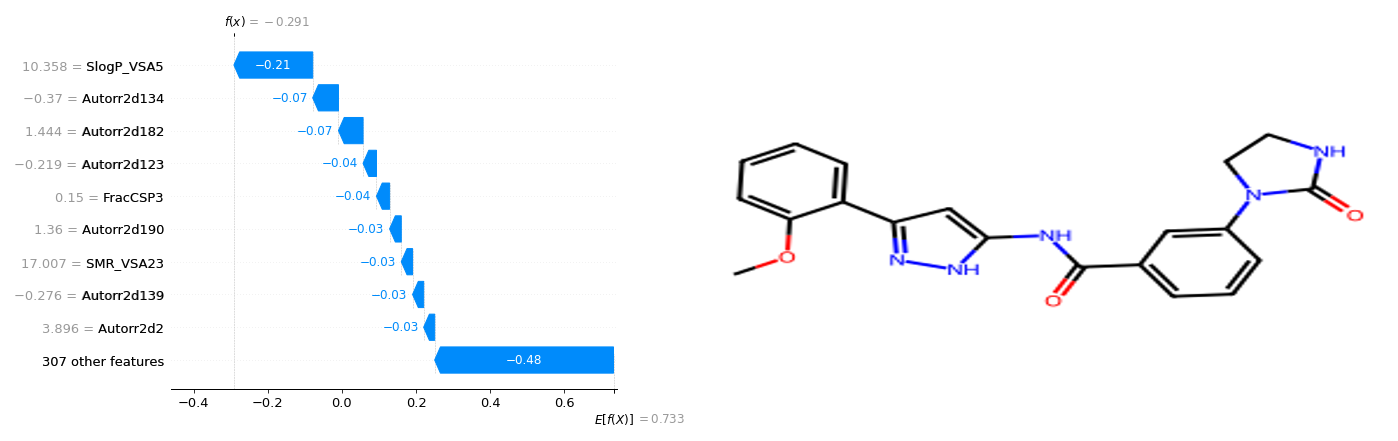 f(x) = −0.291
10.358 = SlogP_VSA5
−0.21
−0.37 = Autorr2d134
−0.07
1.444 = Autorr2d182
−0.07
−0.219 = Autorr2d123
−0.04
0.15 = FracCSP3
−0.04
1.36 = Autorr2d190
−0.03
17.007 = SMR_VSA23
−0.03
−0.276 = Autorr2d139
−0.03
3.896 = Autorr2d2
−0.03
307 other features
−0.48
−0.4 −0.2 0.0 0.2 0.4 0.6
E[f(X)] = 0.733
NH
N
O
NH
O
N
NH
O